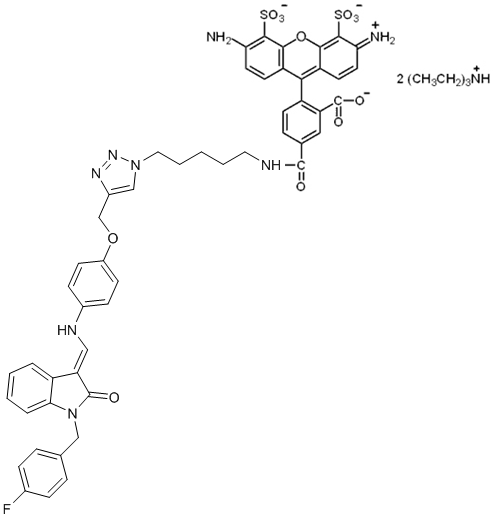 SO3- SO3-
NH2 O NH2+
2 (CH3CH2)3NH+
C O-
O
N N N NH C
O
O
HN
O
N
F